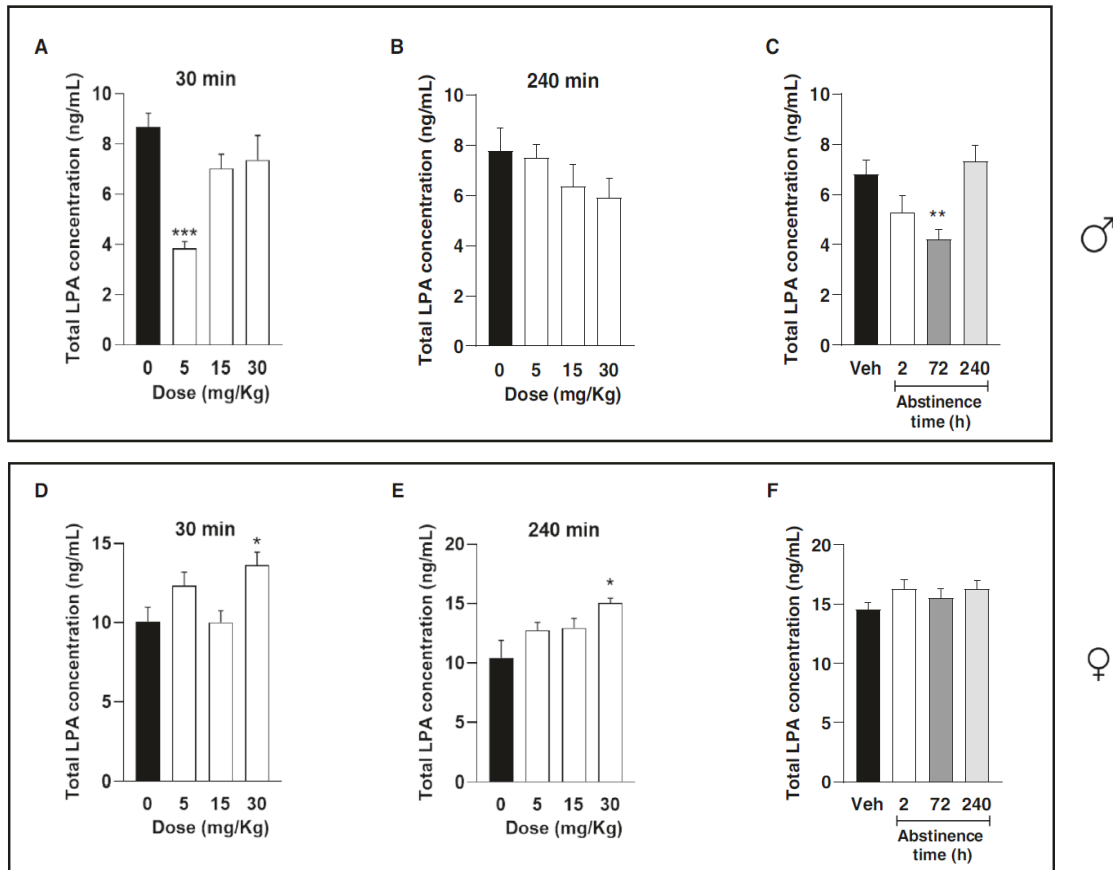 A
B
C
30 min
240 min
Total LPA concentration (ng/mL)
10
8
6
4
2
0
***
0 5 15 30
Dose (mg/Kg)
Total LPA concentration (ng/mL)
10
8
6
4
2
0
0 5 15 30
Dose (mg/Kg)
Total LPA concentration (ng/mL)
10
8
6
4
2
0
**
Veh 2 72 240
Abstinence
time (h)
♂
D
E
F
30 min
240 min
Total LPA concentration (ng/mL)
15
10
5
0
*
0 5 15 30
Dose (mg/Kg)
Total LPA concentration (ng/mL)
20
15
10
5
0
*
0 5 15 30
Dose (mg/Kg)
Total LPA concentration (ng/mL)
20
15
10
5
0
Veh 2 72 240
Abstinence
time (h)
♀